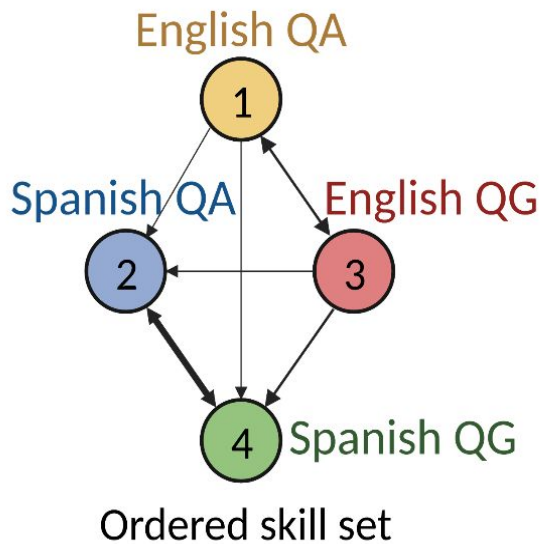 English QA
1
Spanish QA
English QG
2
3
4
Spanish QG
Ordered skill set